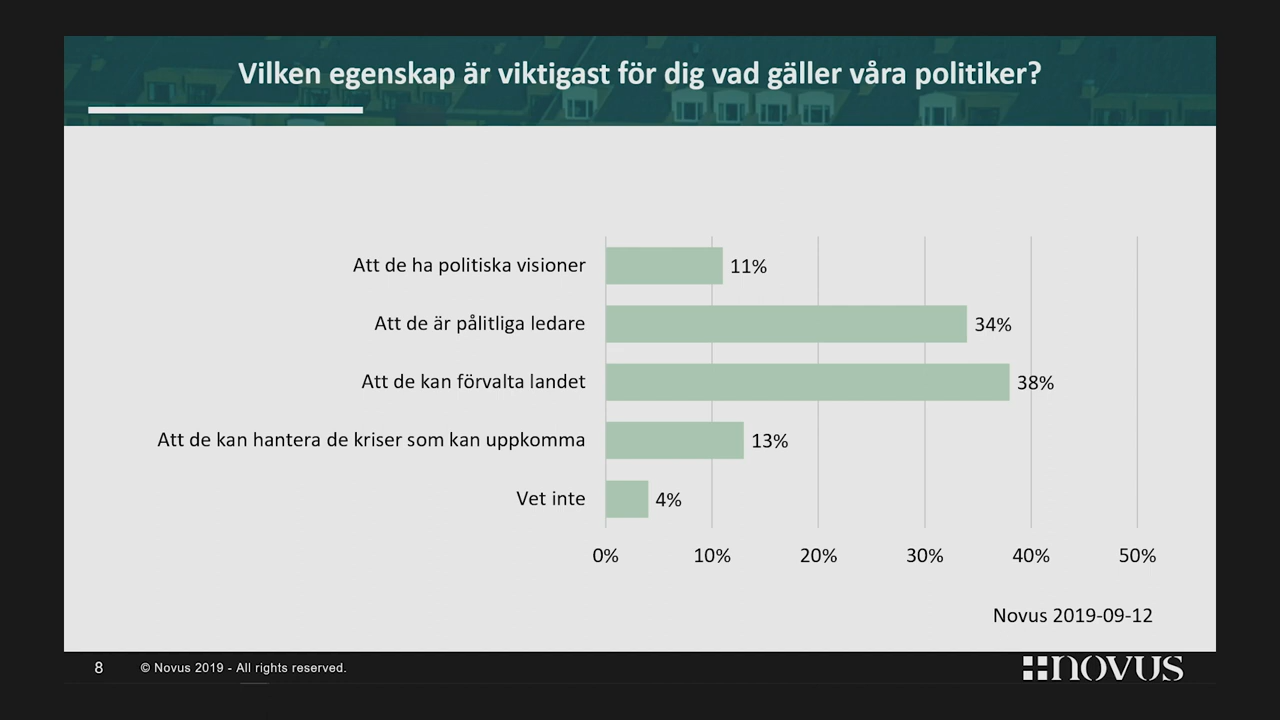 Vilken egenskap är viktigast för dig vad gäller våra politiker?
Att de ha politiska visioner 11%
Att de är pålitliga ledare 34%
Att de kan förvalta landet 38%
Att de kan hantera de kriser som kan uppkomma 13%
Vet inte 4%
0% 10% 20% 30% 40% 50%
Novus 2019-09-12
8 © Novus 2019 - All rights reserved.
novus